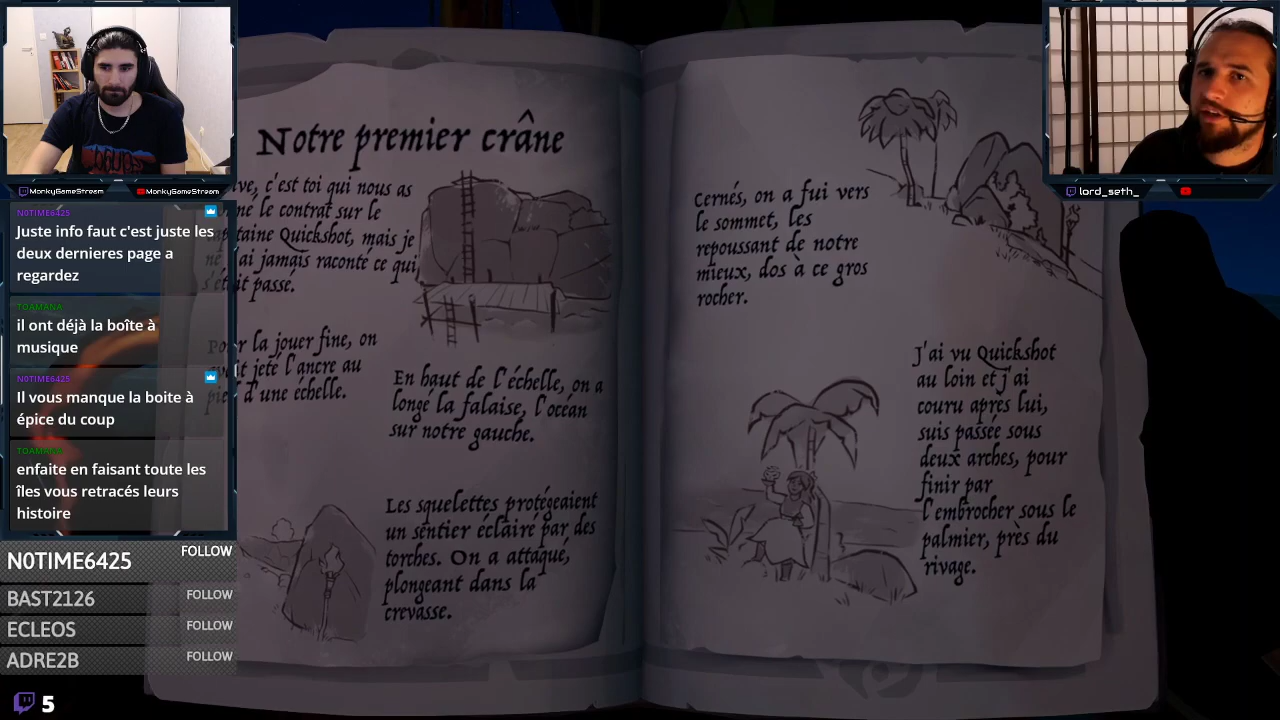 Notre premier crâne
c'est toi qui nous as
le contrat sur le
Quickshot, mais je
jamais raconté ce qui
passé.
la jouer fine, on
jeté l'ancre au
d'une échelle.
En haut de l'échelle, on a
longé la falaise, l'océan
sur notre gauche.
Les squelettes protégeaient
un sentier éclairé par des
torches. On a attaqué,
plongeant dans la
crevasse.
Cernés, on a fui vers
le sommet, les
repoussant de notre
mieux, dos à ce gros
rocher.
J'ai vu Quickshot
au loin et j'ai
couru après lui,
suis passée sous
deux arches, pour
finir par
l'embrocher sous le
palmier, près du
rivage.
MonkyGameStream MonkyGameStream
N0TIME6425
Juste info faut c'est juste les
deux dernieres page a
regardez
TOAMANA
il ont déjà la boîte à
musique
N0TIME6425
Il vous manque la boite à
épice du coup
TOAMANA
enfaite en faisant toute les
îles vous retracés leurs
histoire
N0TIME6425 FOLLOW
BAST2126 FOLLOW
ECLEOS FOLLOW
ADRE2B FOLLOW
5
lord_seth_